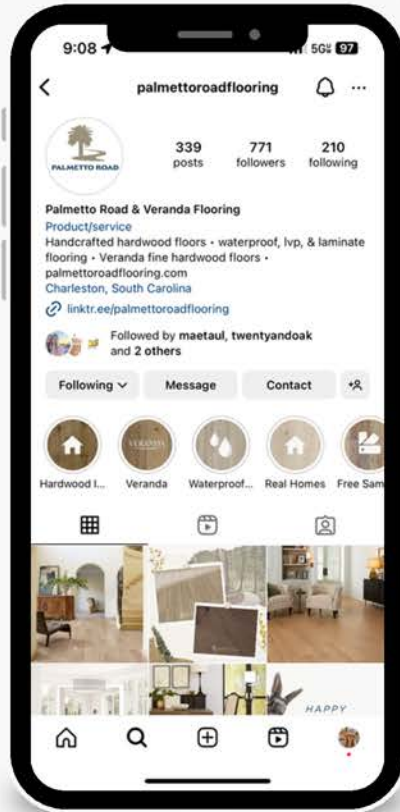 9:08
5G
97
palmettoroadflooring
PALMETTO ROAD
339
posts
771
followers
210
following
Palmetto Road & Veranda Flooring
Product/service
Handcrafted hardwood floors • waterproof, lvp, & laminate
flooring • Veranda fine hardwood floors •
palmettoroadflooring.com
Charleston, South Carolina
linktr.ee/palmettoroadflooring
Followed by maetaul, twentyandoak
and 2 others
Following
Message
Contact
VERANDA
Hardwood I...
Veranda
Waterproof...
Real Homes
Free Sam
HAPPY